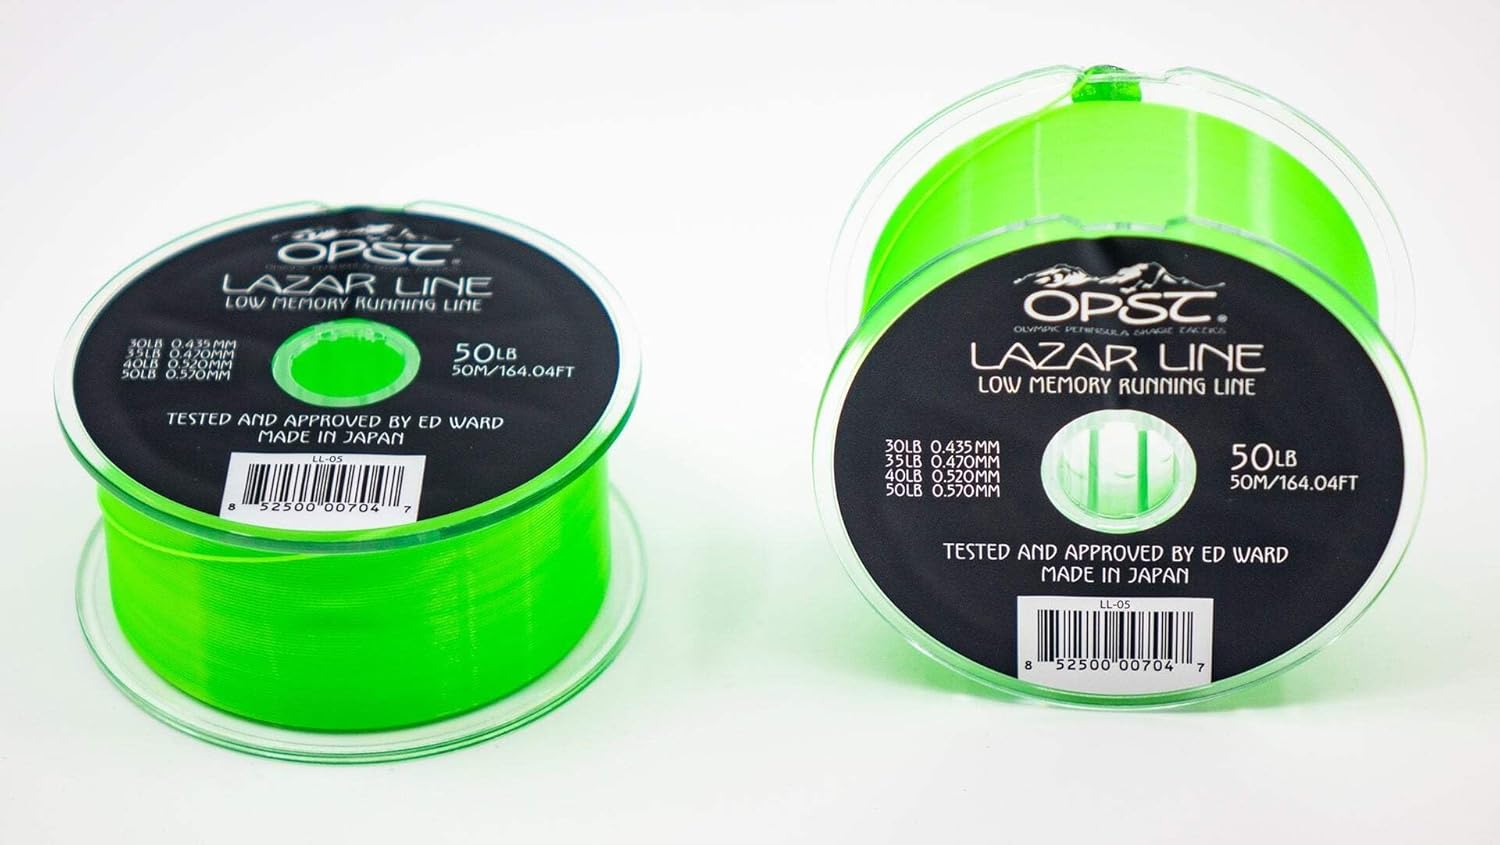 OPST®
OLYMPIC PENINSULA SKAGIT TACTICS
LAZAR LINE
LOW MEMORY RUNNING LINE
30LB 0.435MM
35LB 0.470MM
40LB 0.520MM
50LB 0.570MM
50LB
50M/164.04FT
TESTED AND APPROVED BY ED WARD
MADE IN JAPAN
LL-05
8 52500 00704 7
OPST®
OLYMPIC PENINSULA SKAGIT TACTICS
LAZAR LINE
LOW MEMORY RUNNING LINE
30LB 0.435MM
35LB 0.470MM
40LB 0.520MM
50LB 0.570MM
50LB
50M/164.04FT
TESTED AND APPROVED BY ED WARD
MADE IN JAPAN
LL-05
8 52500 00704 7